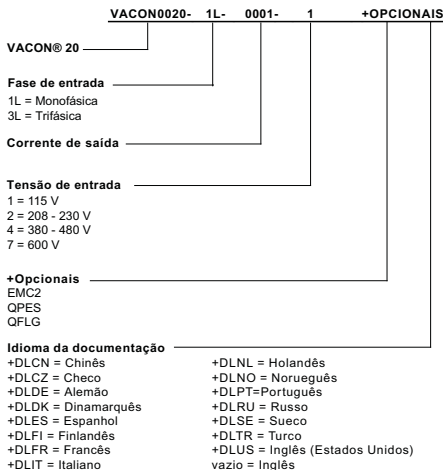 VACON0020- 1L- 0001- 1 +OPCIONAIS
VACON® 20
Fase de entrada
1L = Monofásica
3L = Trifásica
Corrente de saída
Tensão de entrada
1 = 115 V
2 = 208 - 230 V
4 = 380 - 480 V
7 = 600 V
+Opcionais
EMC2
QPES
QFLG
Idioma da documentação
+DLCN = Chinês
+DLCZ = Checo
+DLDE = Alemão
+DLDK = Dinamarquês
+DLES = Espanhol
+DLFI = Finlandês
+DLFR = Francês
+DLIT = Italiano
+DLNL = Holandês
+DLNO = Norueguês
+DLPT=Português
+DLRU = Russo
+DLSE = Sueco
+DLTR = Turco
+DLUS = Inglês (Estados Unidos)
vazio = Inglês